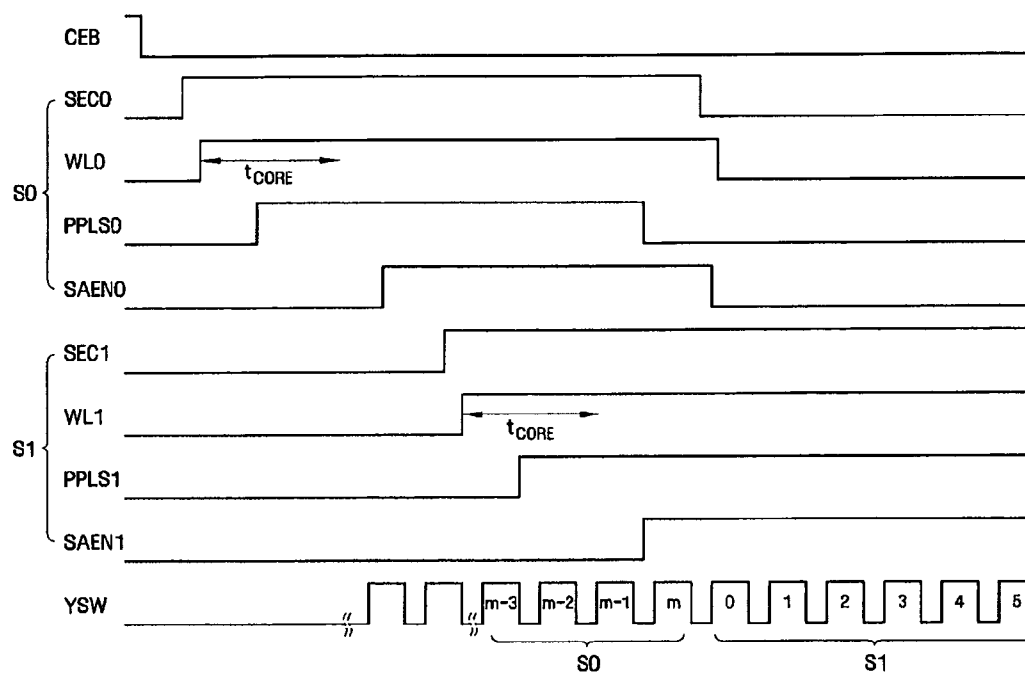 CEB
SEC0
WL0
tCORE
S0
PPLS0
SAEN0
SEC1
WL1
tCORE
S1
PPLS1
SAEN1
YSW
m-3 m-2 m-1 m 0 1 2 3 4 5
S0 S1